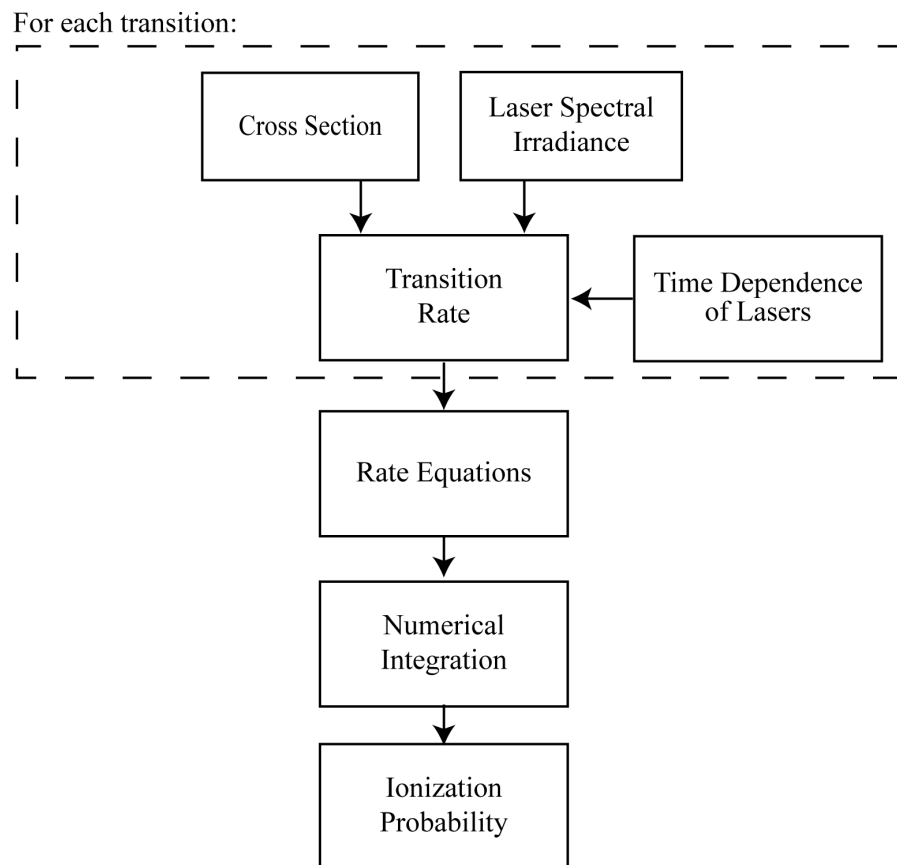 For each transition:
Cross Section
Laser Spectral
Irradiance
Transition
Rate
Time Dependence
of Lasers
Rate Equations
Numerical
Integration
Ionization
Probability